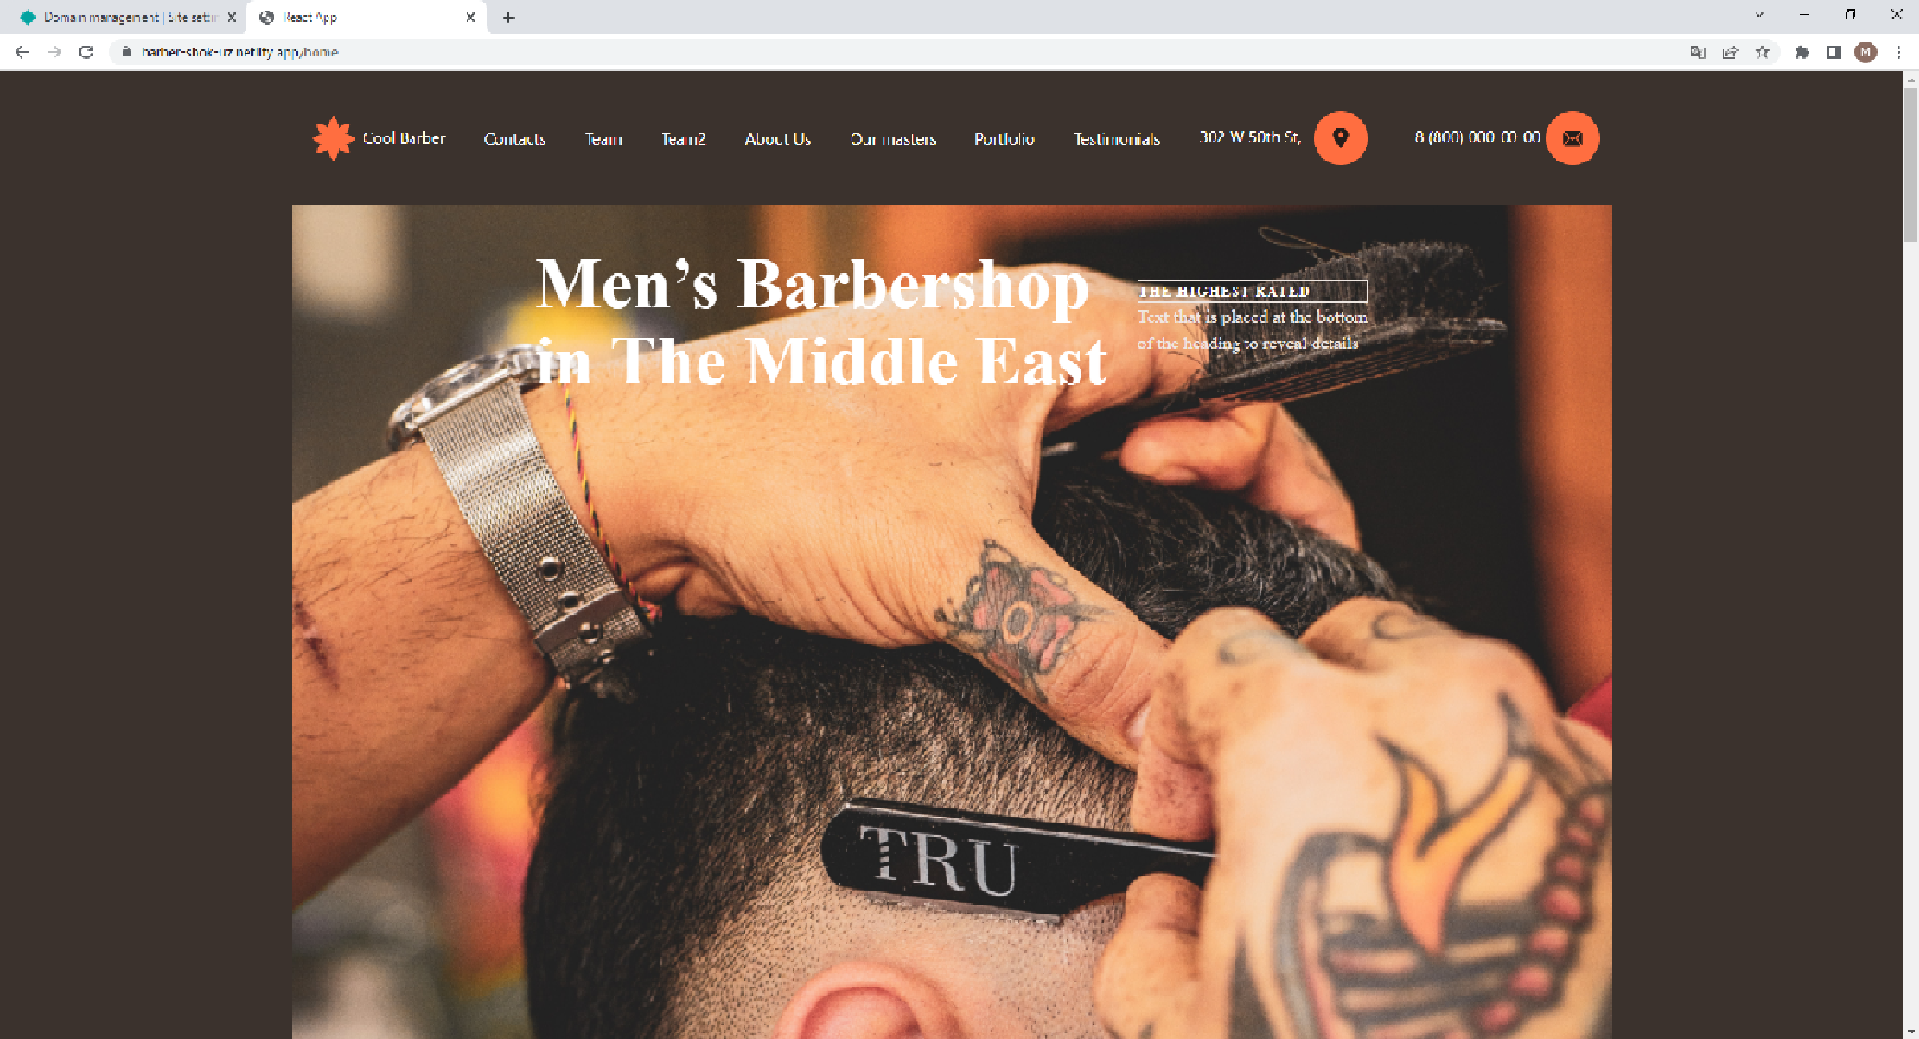 Domain management | Site settin
React App
barber-shok-uz.netlify.app/home
M
Cool Barber
Contacts
Team
Team2
About Us
Our masters
Portfolio
Testimonials
302 W 50th St,
8 (800) 000-00-00
Men’s Barbershop
in The Middle East
THE HIGHEST RATED
Text that is placed at the bottom
of the heading to reveal details
TRU